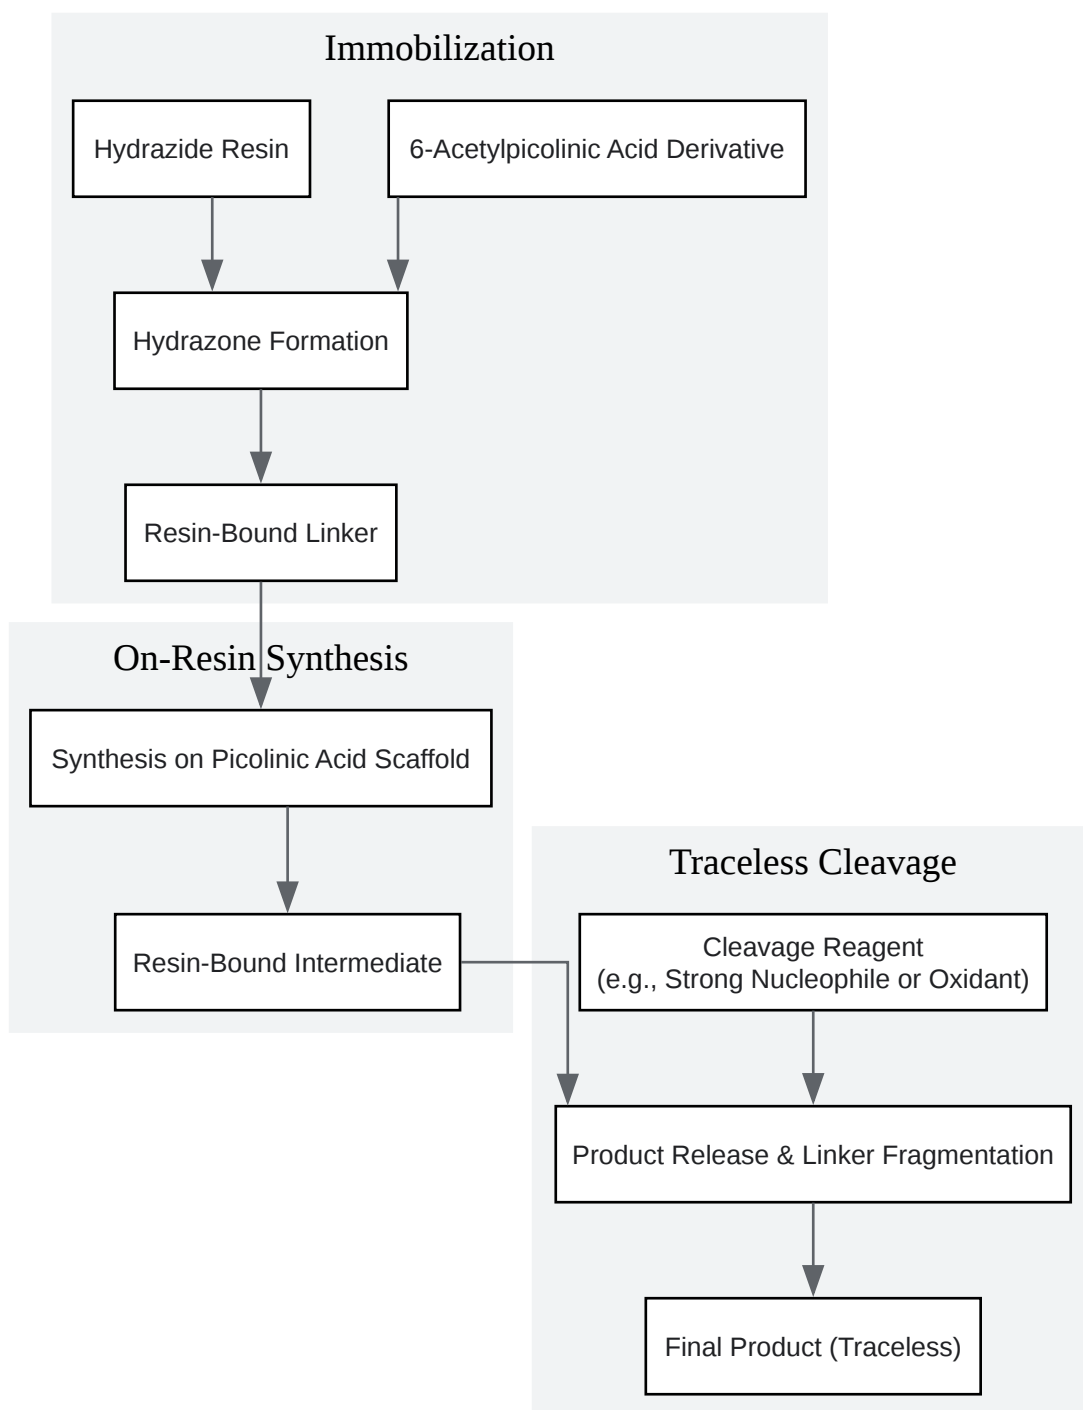 Immobilization
Hydrazide Resin
6-Acetylpicolinic Acid Derivative
Hydrazone Formation
Resin-Bound Linker
On-Resin Synthesis
Synthesis on Picolinic Acid Scaffold
Resin-Bound Intermediate
Traceless Cleavage
Cleavage Reagent
(e.g., Strong Nucleophile or Oxidant)
Product Release & Linker Fragmentation
Final Product (Traceless)